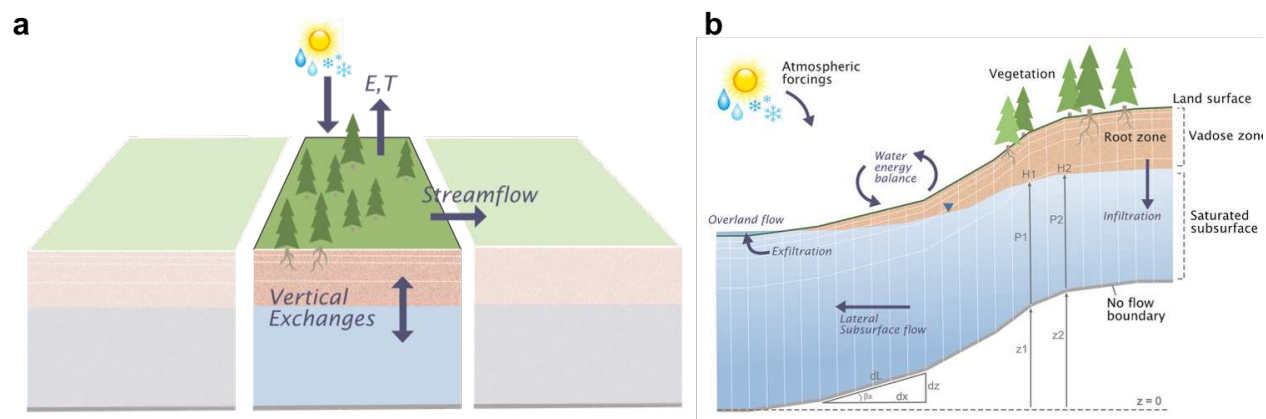 a
E,T
Streamflow
Vertical
Exchanges
b
Atmospheric
forcings
Vegetation
Land surface
Root zone
Vadose zone
Water
energy
balance
H1
H2
Overland flow
Infiltration
Saturated
subsurface
P1
P2
Exfiltration
No flow
boundary
Lateral
Subsurface flow
z1
z2
dL
dz
βx
dx
z = 0